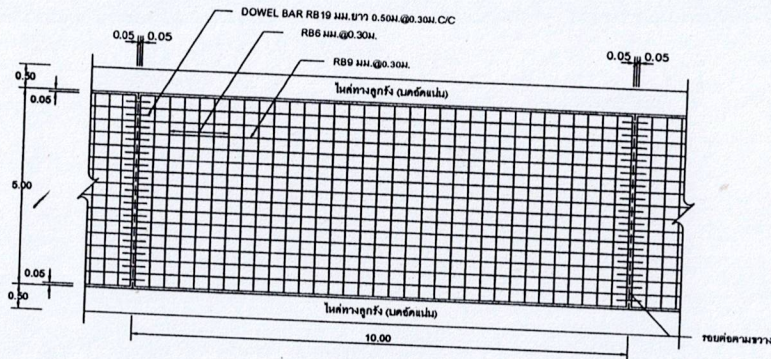 DOWEL BAR RB19 มม.ยาว 0.50ม.@0.30ม.C/C
0.05 0.05
RB6 มม.@0.30ม.
0.05 0.05
RB9 มม.@0.30ม.
0.50
ไหล่ทางลูกรัง (บดอัดแน่น)
0.05
5.00
0.05
0.50
ไหล่ทางลูกรัง (บดอัดแน่น)
10.00
รอยต่อตามขวาง